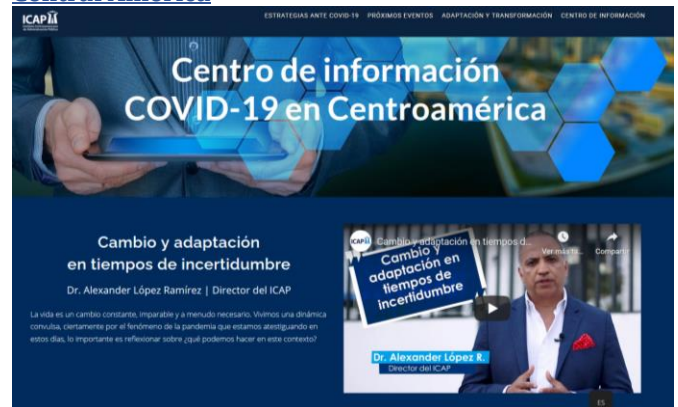 Central America
ICAP
ESTRATEGIAS ANTE COVID-19 PRÓXIMOS EVENTOS ADAPTACIÓN Y TRANSFORMACIÓN CENTRO DE INFORMACIÓN
Centro de información
COVID-19 en Centroamérica
Cambio y adaptación
en tiempos de incertidumbre
Dr. Alexander López Ramírez | Director del ICAP
La vida es un cambio constante, imparable y a menudo necesario. Vivimos una dinámica
convulsa, ciertamente por el fenómeno de la pandemia que estamos atestiguando en
estos días, lo importante es reflexionar sobre ¿qué podemos hacer en este contexto?
ICAP Cambio y adaptación en tiempos d...
Ver más ta... Compartir
Cambio y
adaptación en
tiempos de
incertidumbre
Dr. Alexander López R.
Director del ICAP
ES